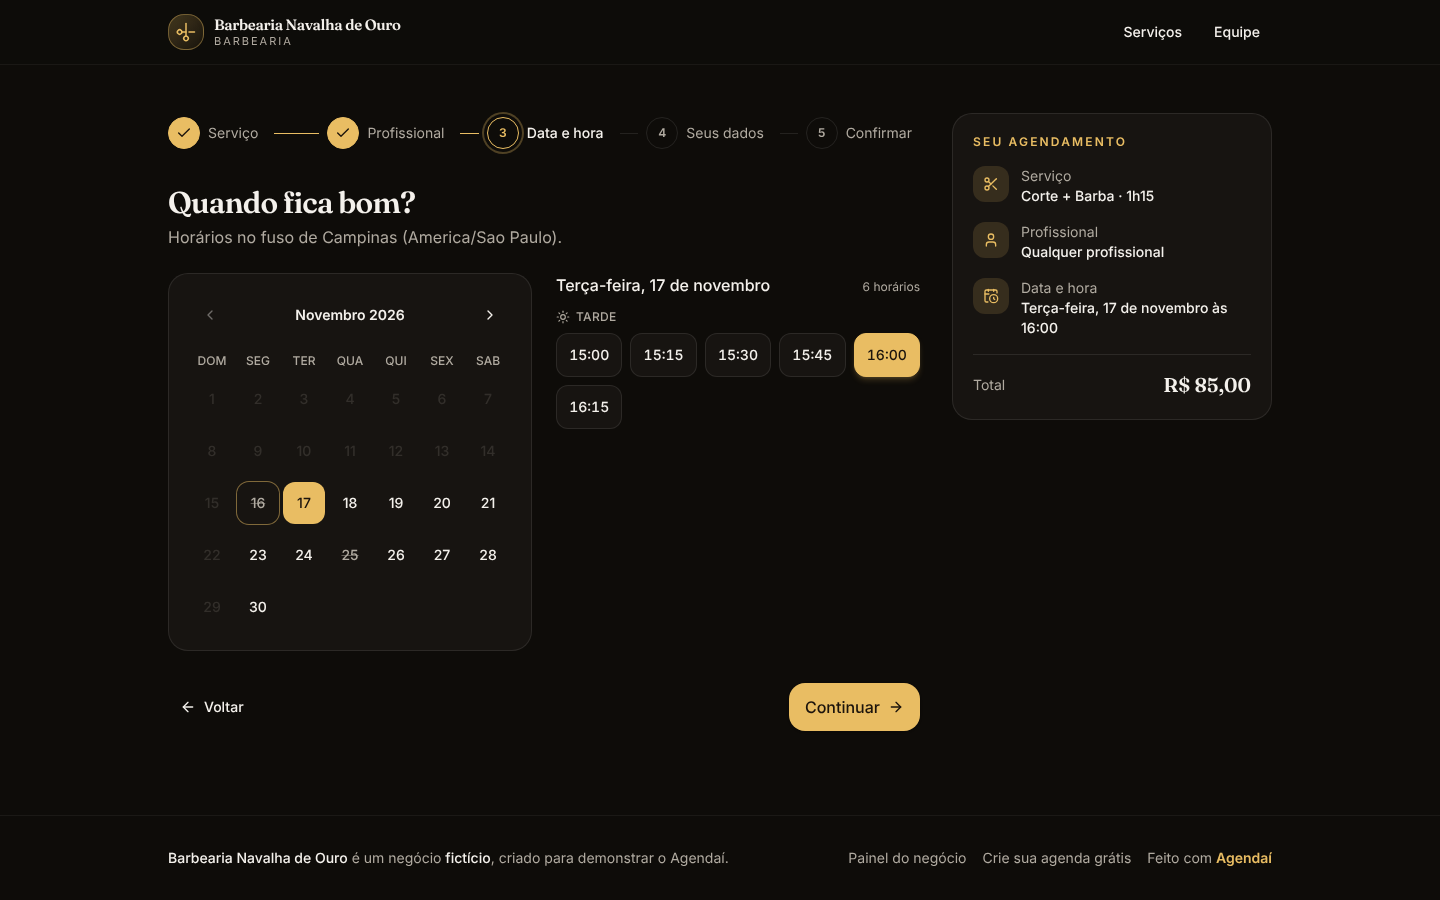 Barbearia Navalha de Ouro
BARBEARIA
Serviços
Equipe
Serviço
Profissional
3
Data e hora
4
Seus dados
5
Confirmar
Quando fica bom?
Horários no fuso de Campinas (America/Sao Paulo).
Novembro 2026
DOM SEG TER QUA QUI SEX SAB
1 2 3 4 5 6 7
8 9 10 11 12 13 14
15 16 17 18 19 20 21
22 23 24 25 26 27 28
29 30
Terça-feira, 17 de novembro
6 horários
TARDE
15:00 15:15 15:30 15:45 16:00
16:15
Voltar
Continuar
SEU AGENDAMENTO
Serviço
Corte + Barba · 1h15
Profissional
Qualquer profissional
Data e hora
Terça-feira, 17 de novembro às
16:00
Total
R$ 85,00
Barbearia Navalha de Ouro é um negócio fictício, criado para demonstrar o Agendaí.
Painel do negócio
Crie sua agenda grátis
Feito com Agendaí